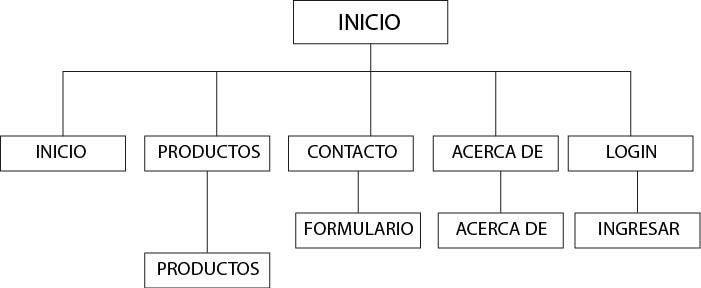 INICIO
INICIO
PRODUCTOS
CONTACTO
ACERCA DE
LOGIN
FORMULARIO
ACERCA DE
INGRESAR
PRODUCTOS